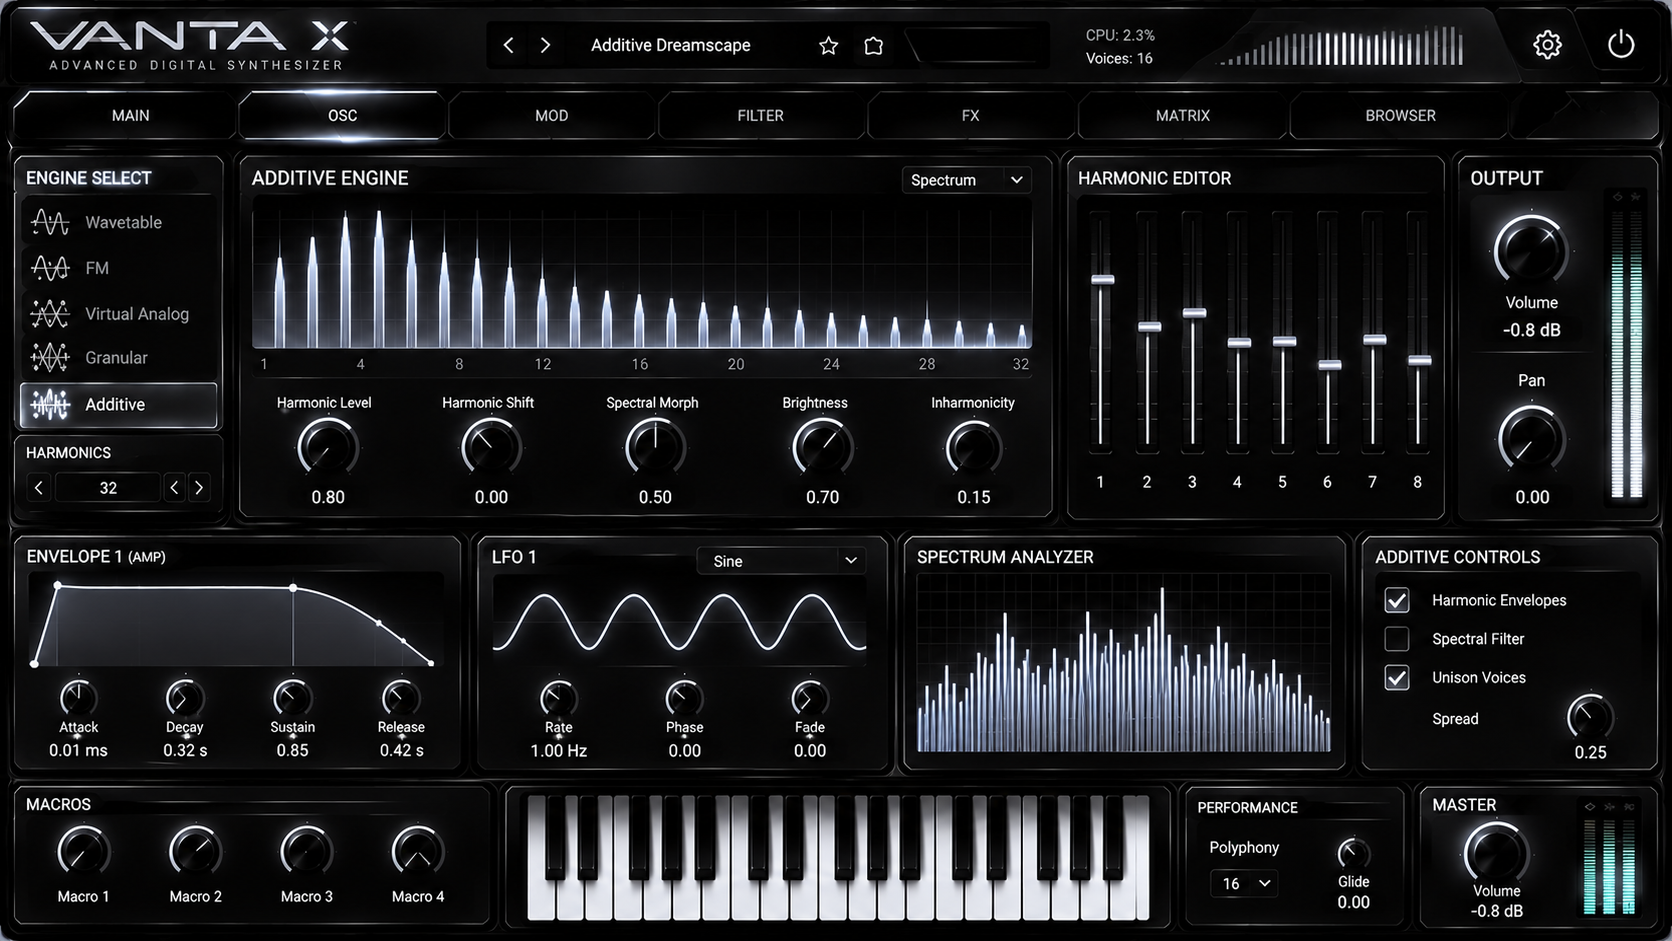 VANTA X
ADVANCED DIGITAL SYNTHESIZER
Additive Dreamscape
CPU: 2.3%
Voices: 16
MAIN
OSC
MOD
FILTER
FX
MATRIX
BROWSER
ENGINE SELECT
Wavetable
FM
Virtual Analog
Granular
Additive
HARMONICS
32
ADDITIVE ENGINE
Spectrum
1 4 8 12 16 20 24 28 32
Harmonic Level
0.80
Harmonic Shift
0.00
Spectral Morph
0.50
Brightness
0.70
Inharmonicity
0.15
HARMONIC EDITOR
1 2 3 4 5 6 7 8
OUTPUT
Volume
-0.8 dB
Pan
0.00
ENVELOPE 1 (AMP)
Attack
0.01 ms
Decay
0.32 s
Sustain
0.85
Release
0.42 s
LFO 1
Sine
Rate
1.00 Hz
Phase
0.00
Fade
0.00
SPECTRUM ANALYZER
ADDITIVE CONTROLS
Harmonic Envelopes
Spectral Filter
Unison Voices
Spread
0.25
MACROS
Macro 1
Macro 2
Macro 3
Macro 4
PERFORMANCE
Polyphony
16
Glide
0.00
MASTER
Volume
-0.8 dB